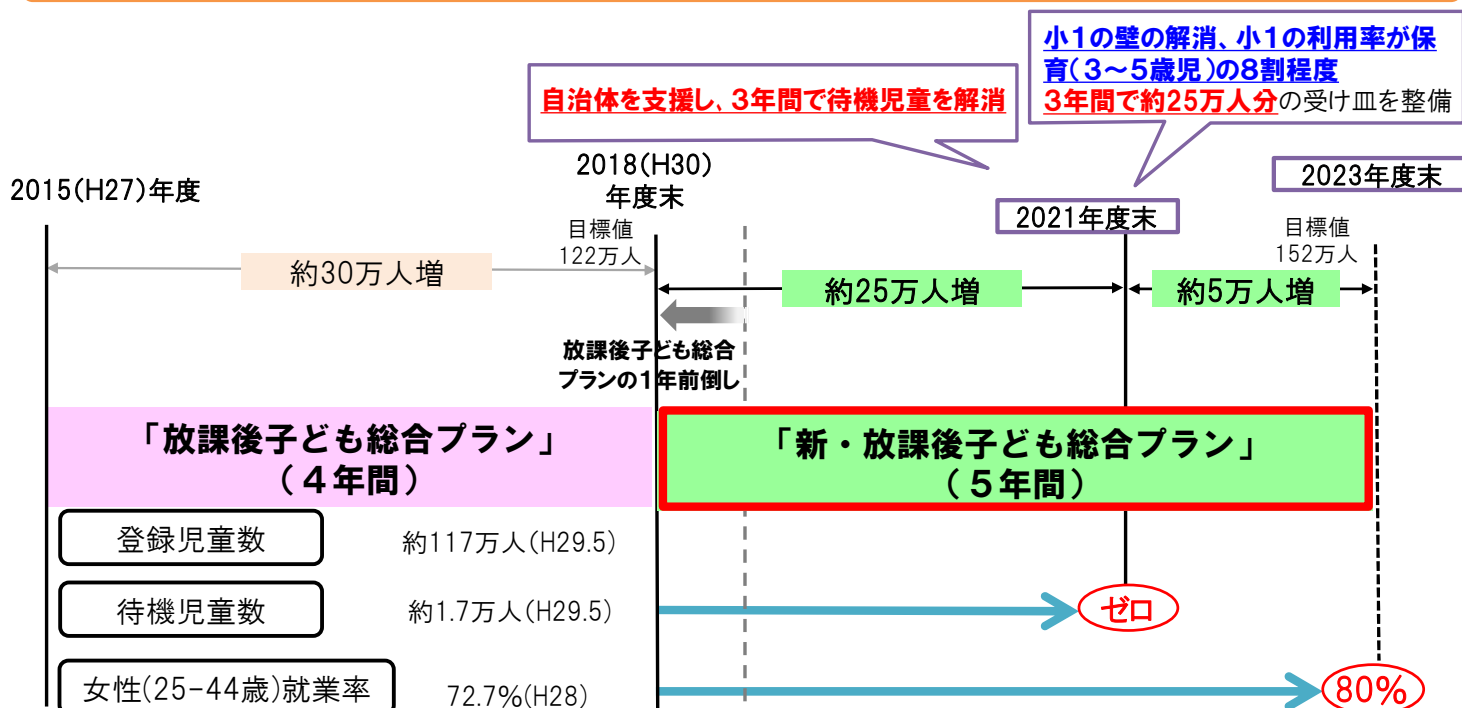 小1の壁の解消、小1の利用率が保
育(3～5歳児)の8割程度
3年間で約25万人分の受け皿を整備
自治体を支援し、3年間で待機児童を解消
2015(H27)年度
2018(H30)
年度末
2021年度末
2023年度末
目標値
122万人
目標値
152万人
約30万人増
約25万人増
約5万人増
放課後子ども総合
プランの1年前倒し
「放課後子ども総合プラン」
(4年間)
「新・放課後子ども総合プラン」
(5年間)
登録児童数
約117万人(H29.5)
待機児童数
約1.7万人(H29.5)
ゼロ
女性(25-44歳)就業率
72.7%(H28)
80%